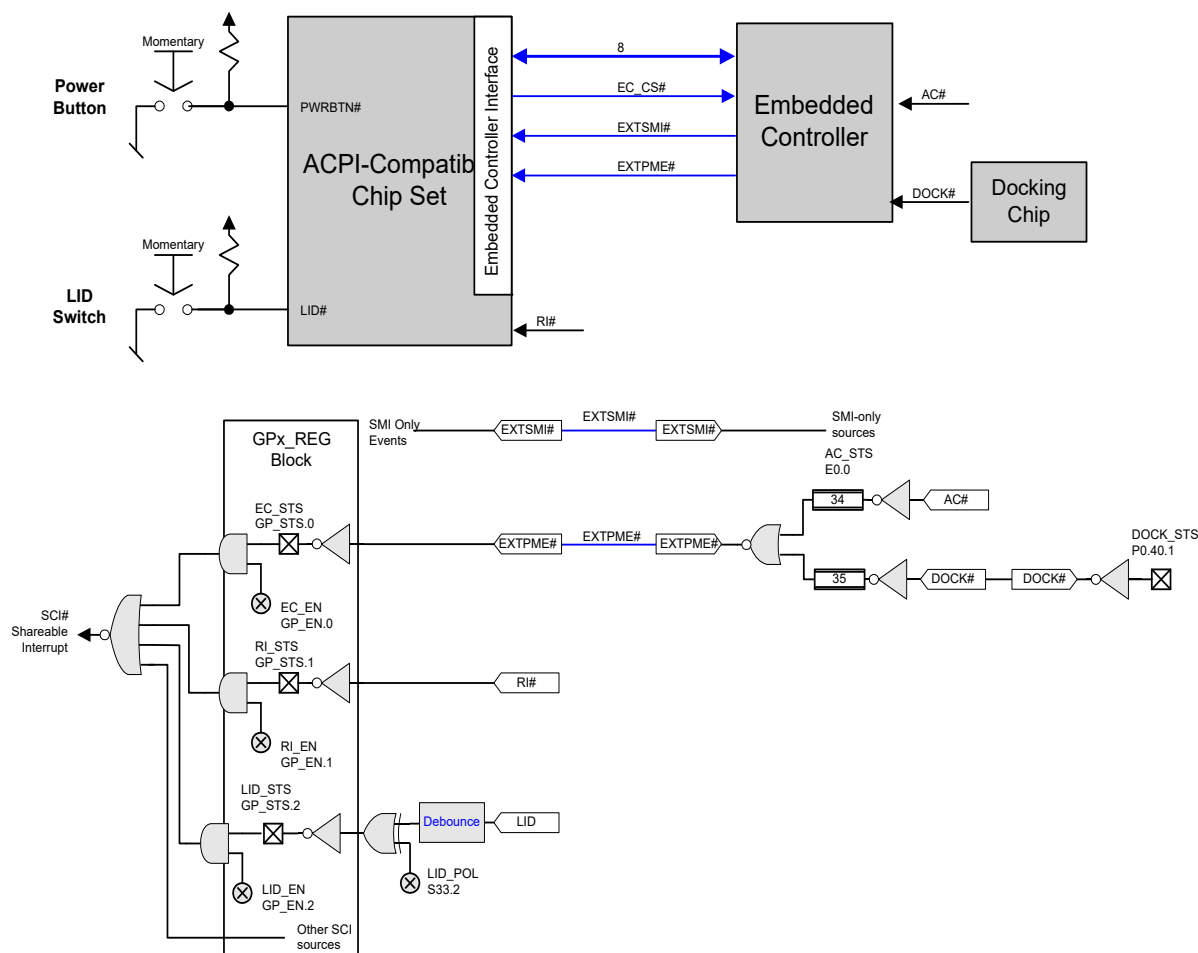 Momentary
Power
Button
PWRBTN#
ACPI-Compatib
Chip Set
Embedded Controller Interface
8
EC_CS#
EXTSMI#
EXTPME#
Embedded
Controller
AC#
DOCK#
Docking
Chip
Momentary
LID
Switch
LID#
RI#
GPx_REG
Block
SMI Only
Events
EXTSMI#
EXTSMI#
EXTSMI#
SMI-only
sources
AC_STS
E0.0
34
AC#
EC_STS
GP_STS.0
EXTPME#
EXTPME#
EXTPME#
DOCK_STS
P0.40.1
35
DOCK#
DOCK#
EC_EN
GP_EN.0
SCI#
Shareable
Interrupt
RI_STS
GP_STS.1
RI#
RI_EN
GP_EN.1
LID_STS
GP_STS.2
Debounce
LID
LID_POL
S33.2
LID_EN
GP_EN.2
Other SCI
sources